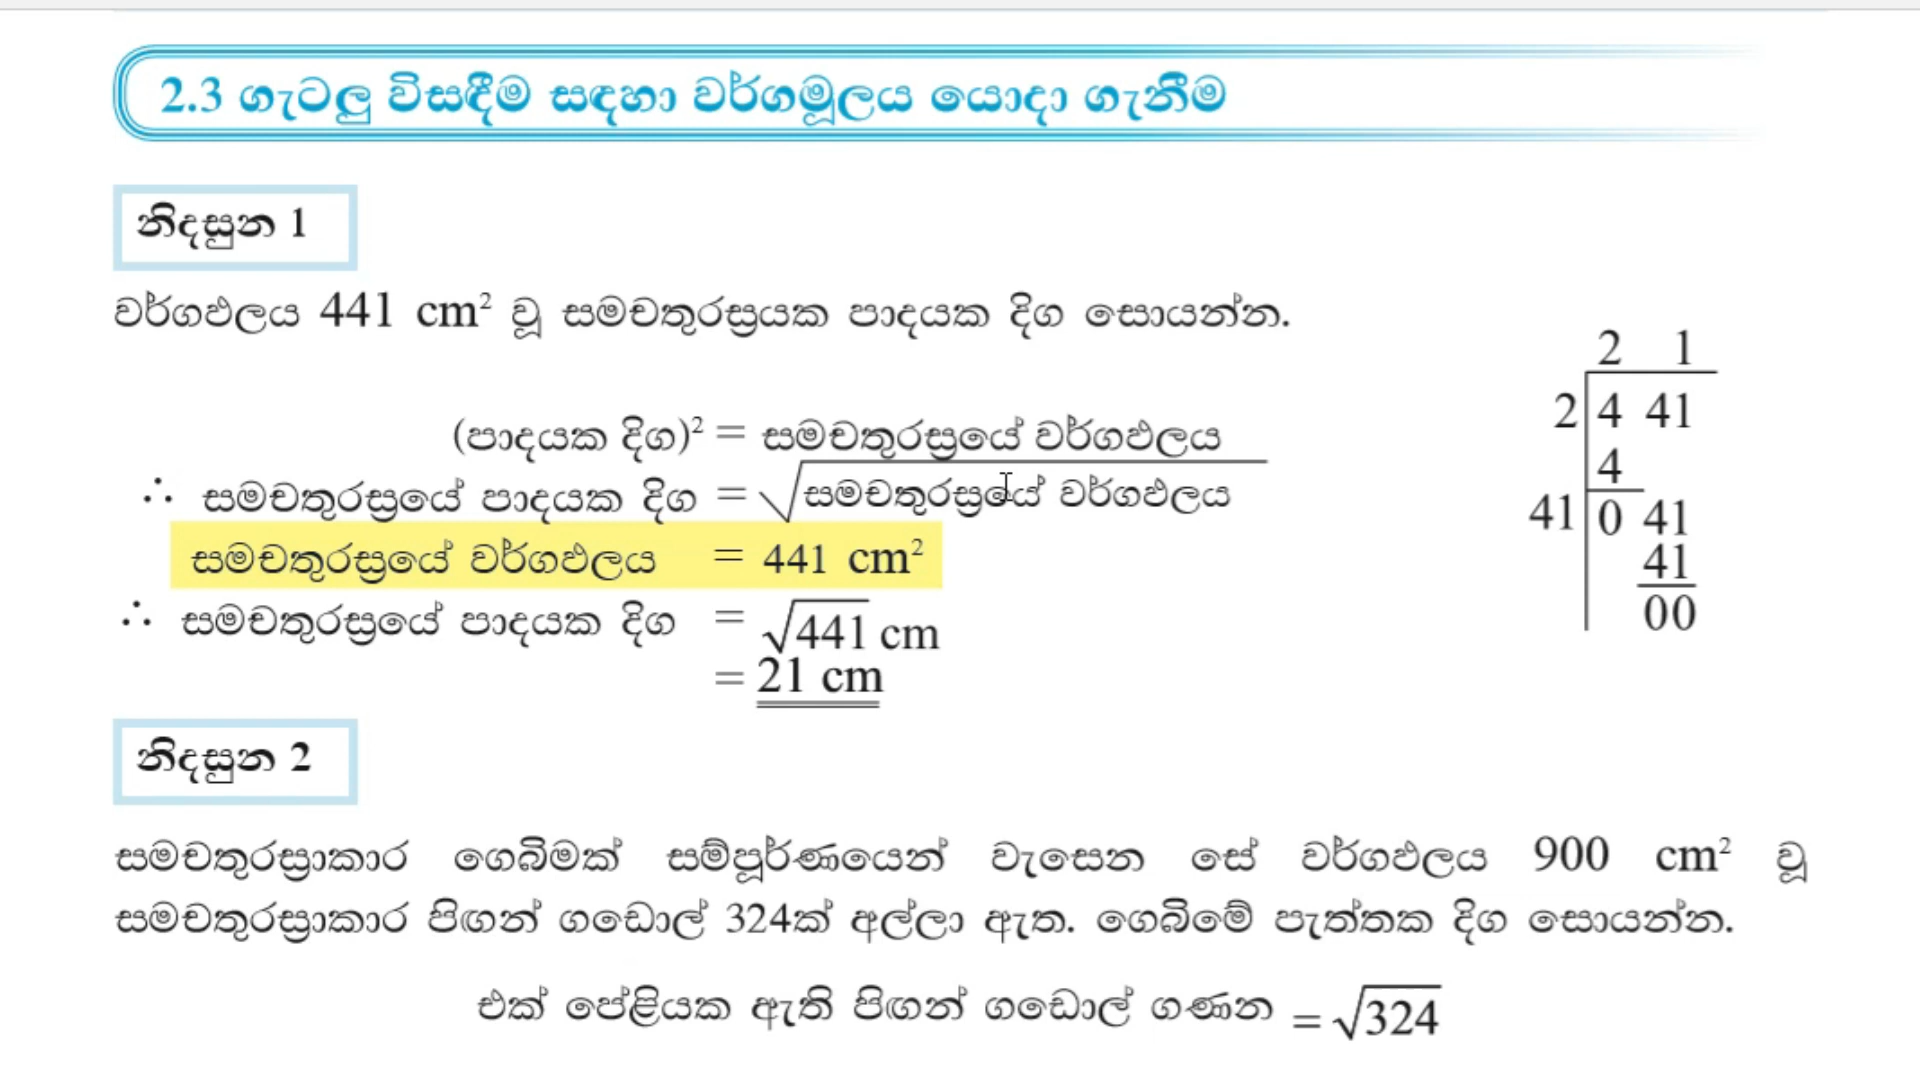 2.3 ගැටලු විසඳීම සඳහා වර්ගමූලය යොදා ගැනීම
නිදසුන 1
වර්ගඵලය 441 cm² වූ සමචතුරස්‍රයක පාදයක දිග සොයන්න.
(පාදයක දිග)² = සමචතුරස්‍රයේ වර්ගඵලය
∴ සමචතුරස්‍රයේ පාදයක දිග = √සමචතුරස්‍රයේ වර්ගඵලය
සමචතුරස්‍රයේ වර්ගඵලය = 441 cm²
∴ සමචතුරස්‍රයේ පාදයක දිග = √441 cm
= 21 cm
2 1
2 4 41
4
41 0 41
41
00
නිදසුන 2
සමචතුරස්‍රාකාර ගෙබිමක් සම්පූර්ණයෙන් වැසෙන සේ වර්ගඵලය 900 cm² වූ
සමචතුරස්‍රාකාර පිඟන් ගඩොල් 324ක් අල්ලා ඇත. ගෙබිමේ පැත්තක දිග සොයන්න.
එක් පේළියක ඇති පිඟන් ගඩොල් ගණන = √324